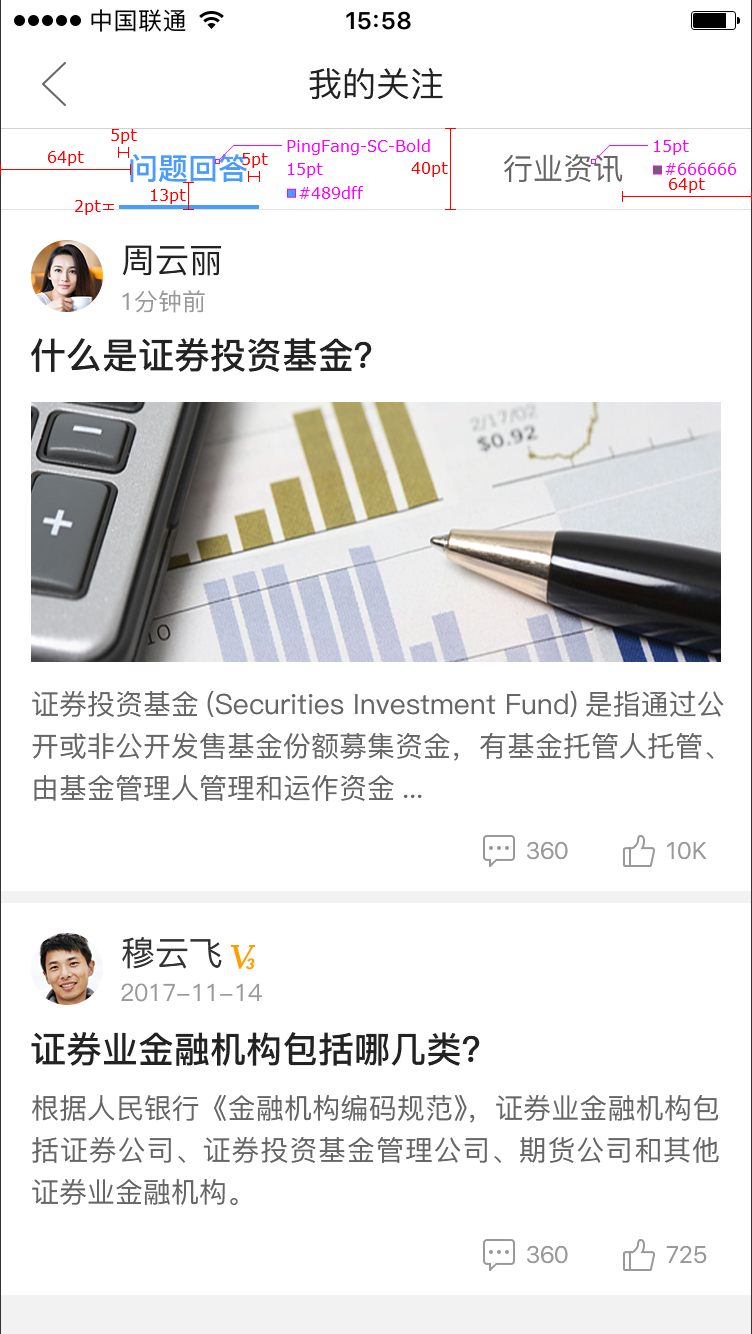 中国联通
15:58
我的关注
5pt
64pt
问题回答
5pt
PingFang-SC-Bold
15pt
#489dff
13pt
2pt
40pt
行业资讯
15pt
#666666
64pt
周云丽
1分钟前
什么是证券投资基金?
2/17/02
$0.92
10
证券投资基金 (Securities Investment Fund) 是指通过公
开或非公开发售基金份额募集资金，有基金托管人托管、
由基金管理人管理和运作资金 ...
360
10K
穆云飞 V3
2017-11-14
证券业金融机构包括哪几类?
根据人民银行《金融机构编码规范》，证券业金融机构包
括证券公司、证券投资基金管理公司、期货公司和其他
证券业金融机构。
360
725